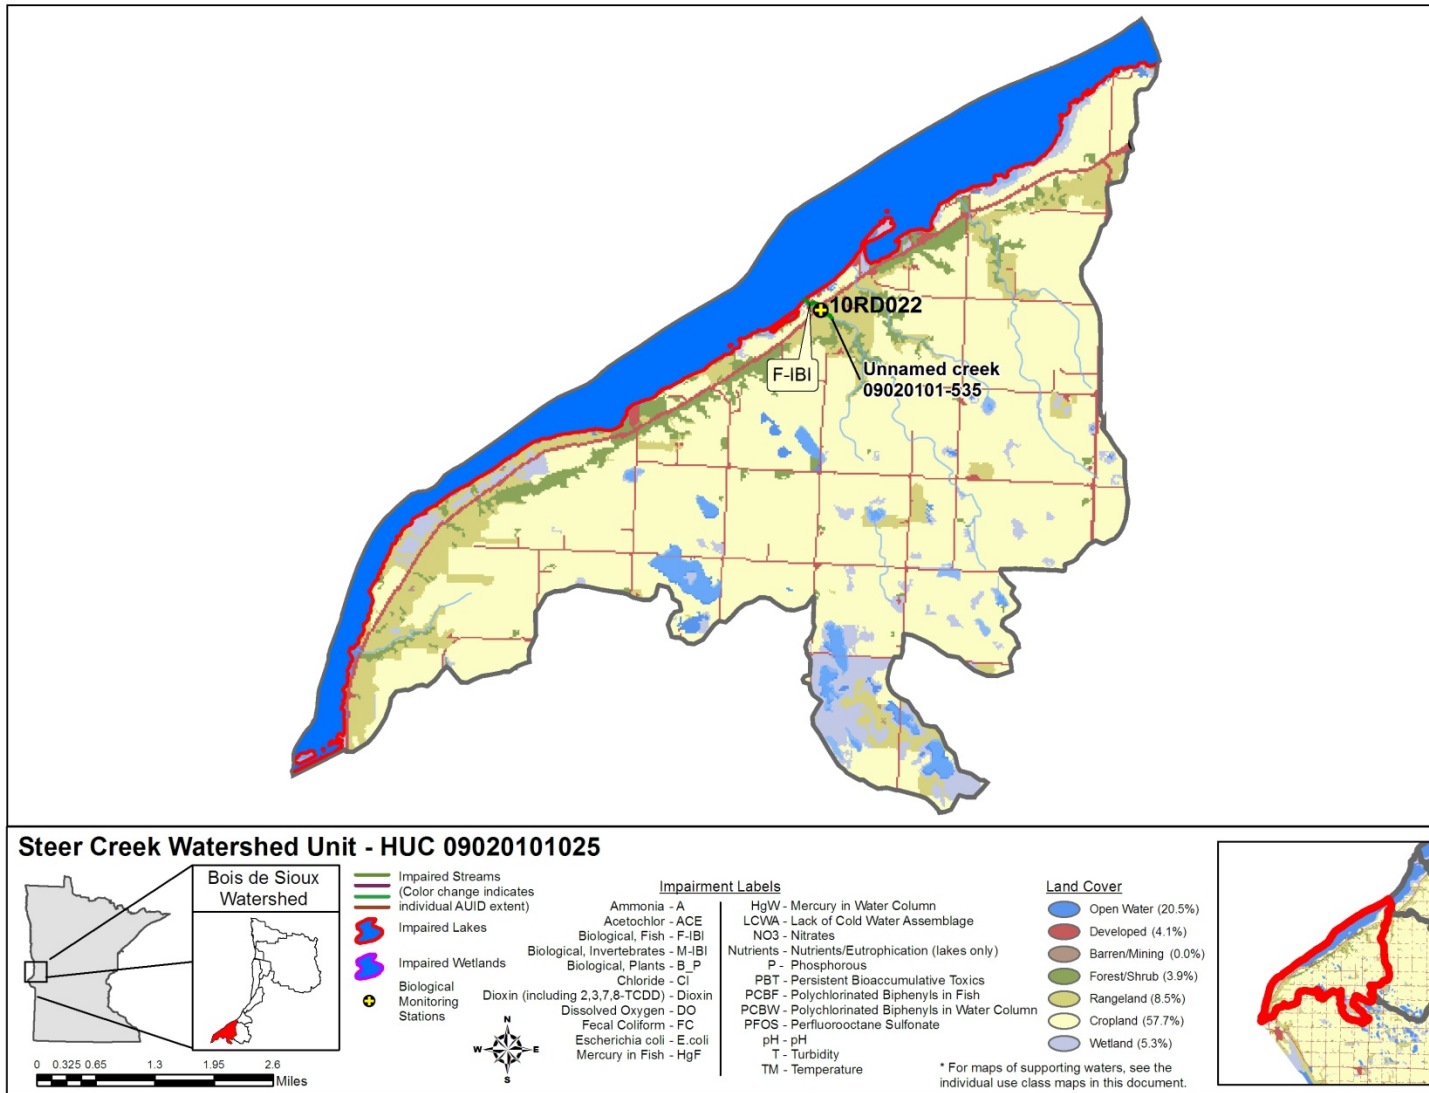 10RD022
F-IBI
Unnamed creek
09020101-535
Steer Creek Watershed Unit - HUC 09020101025
Bois de Sioux
Watershed
0 0.325 0.65 1.3 1.95 2.6
Miles
Impaired Streams
(Color change indicates
individual AUID extent)
Impaired Lakes
Impaired Wetlands
Biological
Monitoring
Stations
N
W E
S
Impairment Labels
Ammonia - A
Acetochlor - ACE
Biological, Fish - F-IBI
Biological, Invertebrates - M-IBI
Biological, Plants - B_P
Chloride - Cl
Dioxin (including 2,3,7,8-TCDD) - Dioxin
Dissolved Oxygen - DO
Fecal Coliform - FC
Escherichia coli - E.coli
Mercury in Fish - HgF
HgW - Mercury in Water Column
LCWA - Lack of Cold Water Assemblage
NO3 - Nitrates
Nutrients - Nutrients/Eutrophication (lakes only)
P - Phosphorous
PBT - Persistent Bioaccumulative Toxics
PCBF - Polychlorinated Biphenyls in Fish
PCBW - Polychlorinated Biphenyls in Water Column
PFOS - Perfluorooctane Sulfonate
pH - pH
T - Turbidity
TM - Temperature
Land Cover
Open Water (20.5%)
Developed (4.1%)
Barren/Mining (0.0%)
Forest/Shrub (3.9%)
Rangeland (8.5%)
Cropland (57.7%)
Wetland (5.3%)
* For maps of supporting waters, see the
individual use class maps in this document.